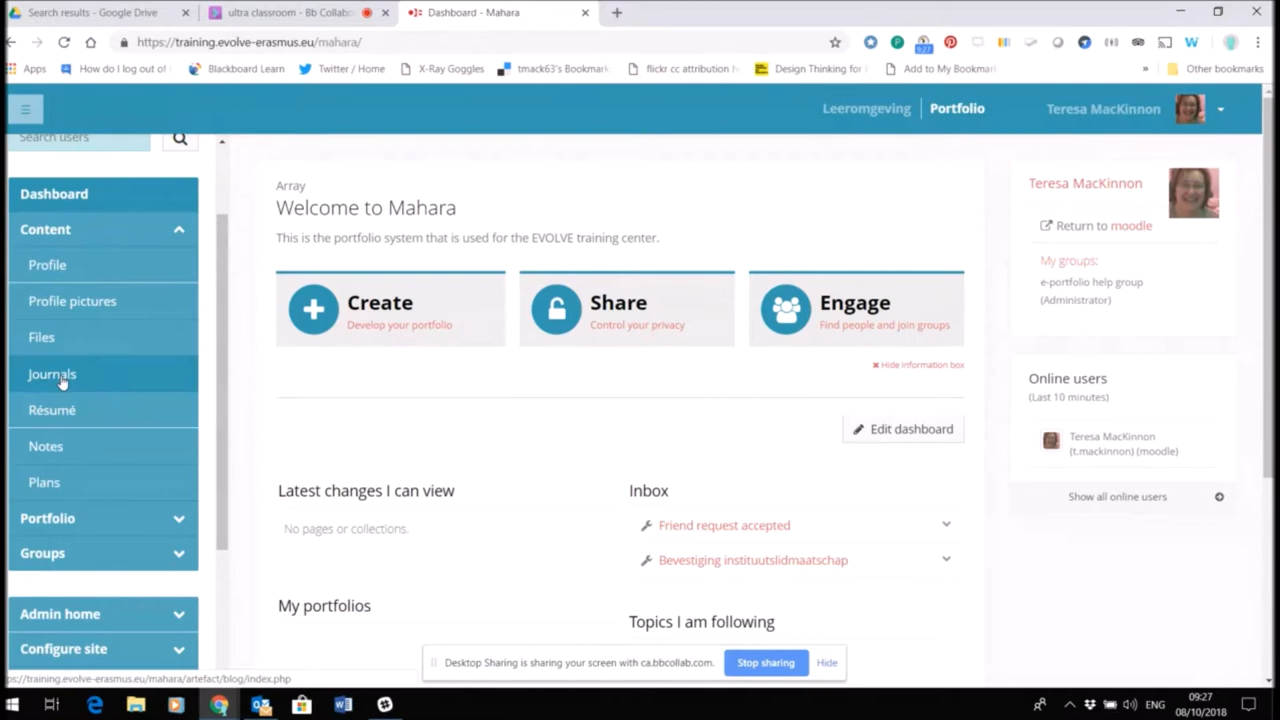 Search results - Google Drive
ultra classroom - Bb Collab
Dashboard - Mahara
https://training.evolve-erasmus.eu/mahara/
Apps
How do I log out of
Blackboard Learn
Twitter / Home
X-Ray Goggles
tmack63's Bookmark
flickr cc attribution h
Design Thinking for
Add to My Bookmar
»
Other bookmarks
Leeromgeving
Portfolio
Teresa MacKinnon
Search users
Dashboard
Content
Profile
Profile pictures
Files
Journals
Résumé
Notes
Plans
Portfolio
Groups
Admin home
Configure site
Array
Welcome to Mahara
This is the portfolio system that is used for the EVOLVE training center.
Create
Develop your portfolio
Share
Control your privacy
Engage
Find people and join groups
Hide information box
Edit dashboard
Latest changes I can view
No pages or collections.
My portfolios
Inbox
Friend request accepted
Bevestiging instituutslidmaatschap
Topics I am following
Teresa MacKinnon
Return to moodle
My groups:
e-portfolio help group
(Administrator)
Online users
(Last 10 minutes)
Teresa MacKinnon
(t.mackinnon) (moodle)
Show all online users
Desktop Sharing is sharing your screen with ca.bbcollab.com.
Stop sharing
Hide
ps://training.evolve-erasmus.eu/mahara/artefact/blog/index.php
ENG
09:27
08/10/2018